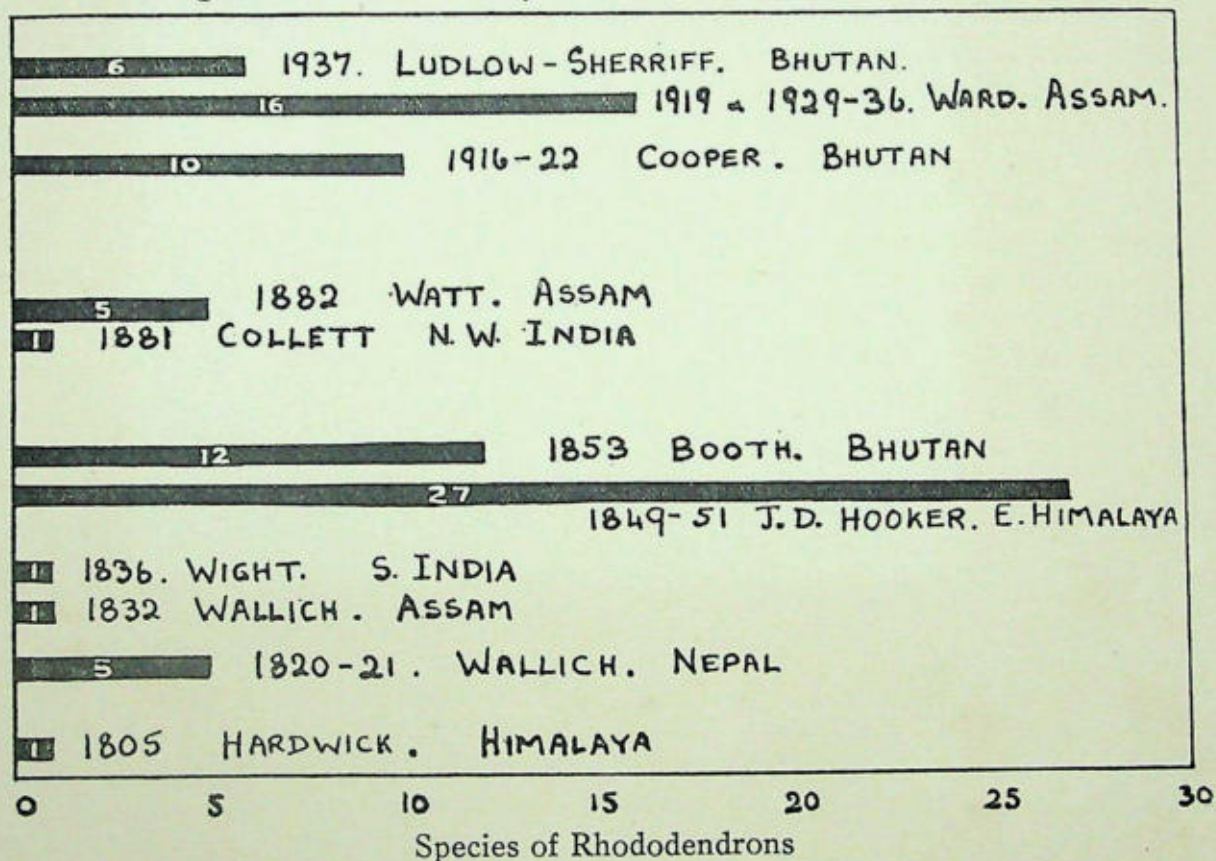 6 1937. LUDLOW-SHERRIFF. BHUTAN.
16 1919 & 1929-36. WARD. ASSAM.
10 1916-22 COOPER. BHUTAN
5 1882 WATT. ASSAM
1 1881 COLLETT N.W. INDIA
12 1853 BOOTH. BHUTAN
27
1849-51 J.D. HOOKER. E. HIMALAYA
1 1836. WIGHT. S. INDIA
1 1832 WALLICH. ASSAM
5 1820-21. WALLICH. NEPAL
1 1805 HARDWICK. HIMALAYA
0 5 10 15 20 25 30
Species of Rhododendrons